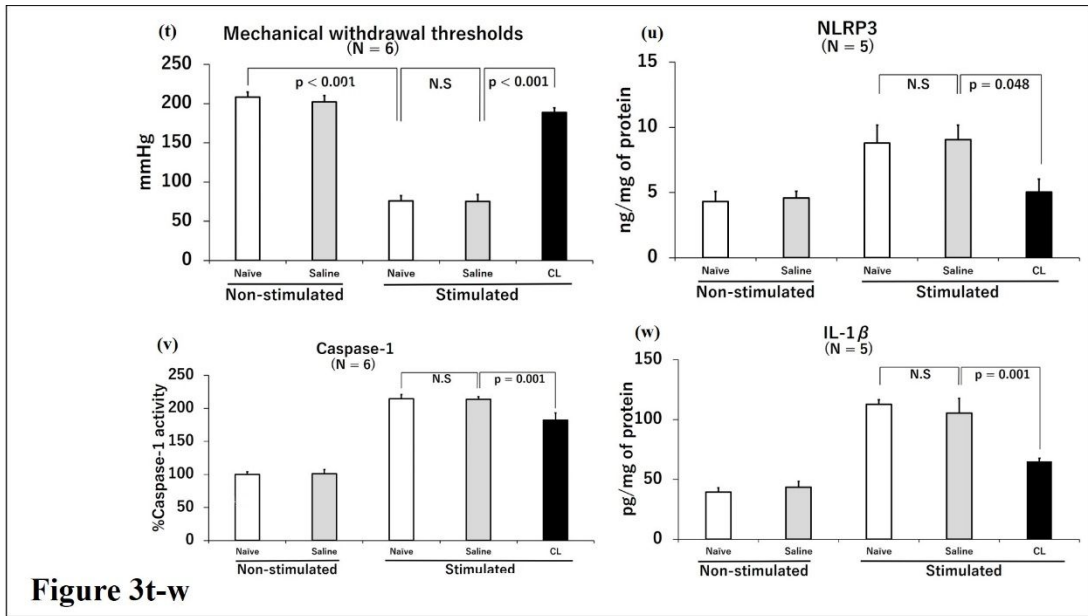 (t)
Mechanical withdrawal thresholds
(N = 6)
p < 0.001
N.S
p < 0.001
mmHg
250
200
150
100
50
0
Naïve
Saline
Naïve
Saline
CL
Non-stimulated
Stimulated
(u)
NLRP3
(N = 5)
N.S
p = 0.048
ng/mg of protein
15
10
5
0
Naïve
Saline
Naïve
Saline
CL
Non-stimulated
Stimulated
(v)
Caspase-1
(N = 6)
N.S
p = 0.001
%Caspase-1 activity
250
200
150
100
50
0
Naïve
Saline
Naïve
Saline
CL
Non-stimulated
Stimulated
(w)
IL-1β
(N = 5)
N.S
p = 0.001
pg/mg of protein
150
100
50
0
Naïve
Saline
Naïve
Saline
CL
Non-stimulated
Stimulated
Figure 3t-w